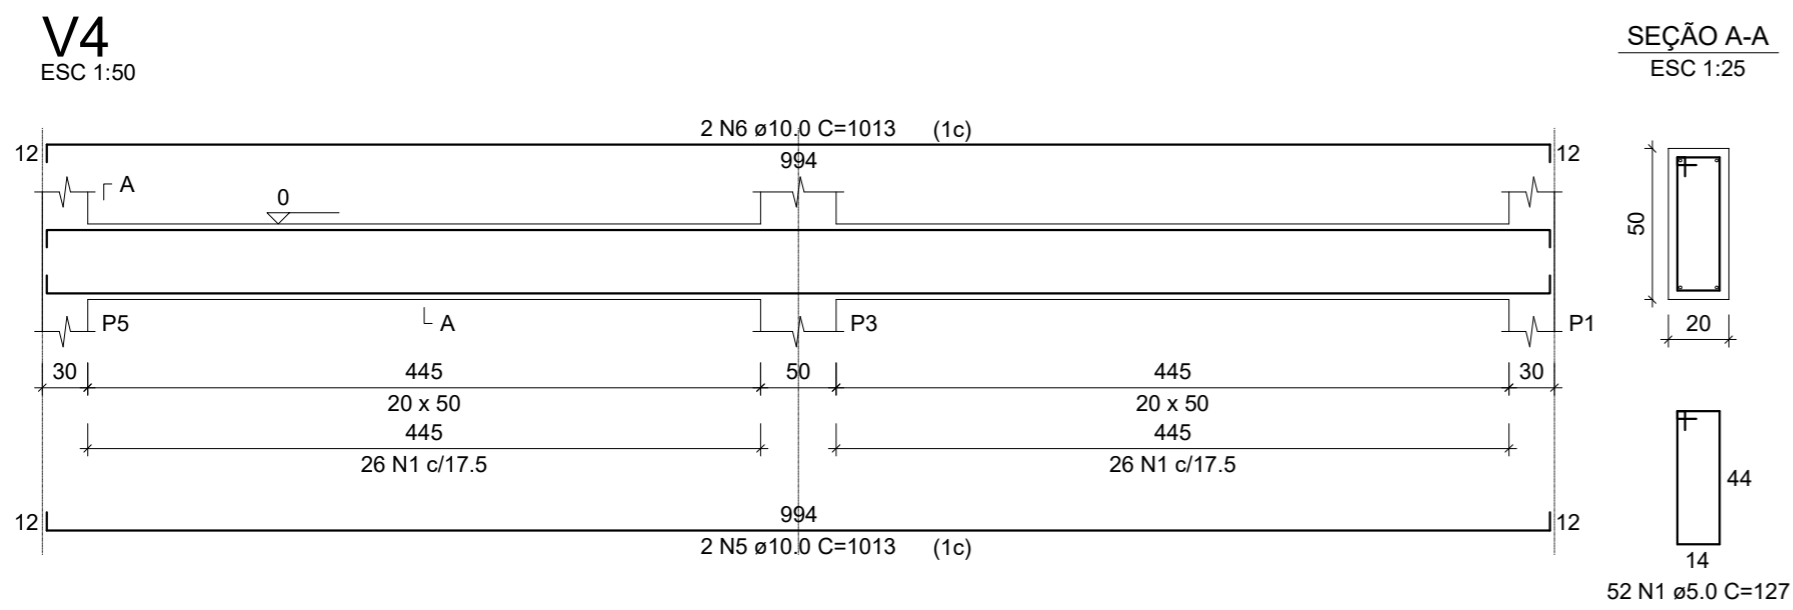 V4
ESC 1:50
SEÇÃO A-A
ESC 1:25
2 N6 ø10.0 C=1013 (1c)
12
994
12
A
0
50
P5
A
P3
P1
20
30
445
50
445
30
20 x 50
20 x 50
445
445
26 N1 c/17.5
26 N1 c/17.5
44
12
994
12
2 N5 ø10.0 C=1013 (1c)
14
52 N1 ø5.0 C=127